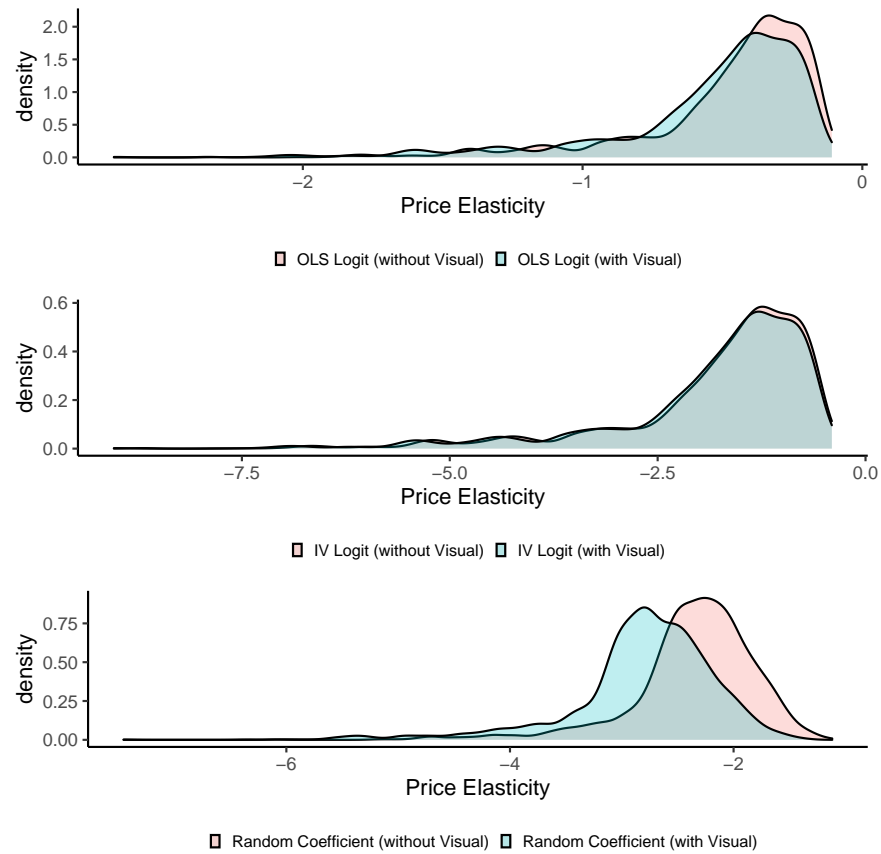 density
2.0
1.5
1.0
0.5
0.0
−2 −1 0
Price Elasticity
OLS Logit (without Visual) OLS Logit (with Visual)
density
0.6
0.4
0.2
0.0
−7.5 −5.0 −2.5 0.0
Price Elasticity
IV Logit (without Visual) IV Logit (with Visual)
density
0.75
0.50
0.25
0.00
−6 −4 −2
Price Elasticity
Random Coefficient (without Visual) Random Coefficient (with Visual)